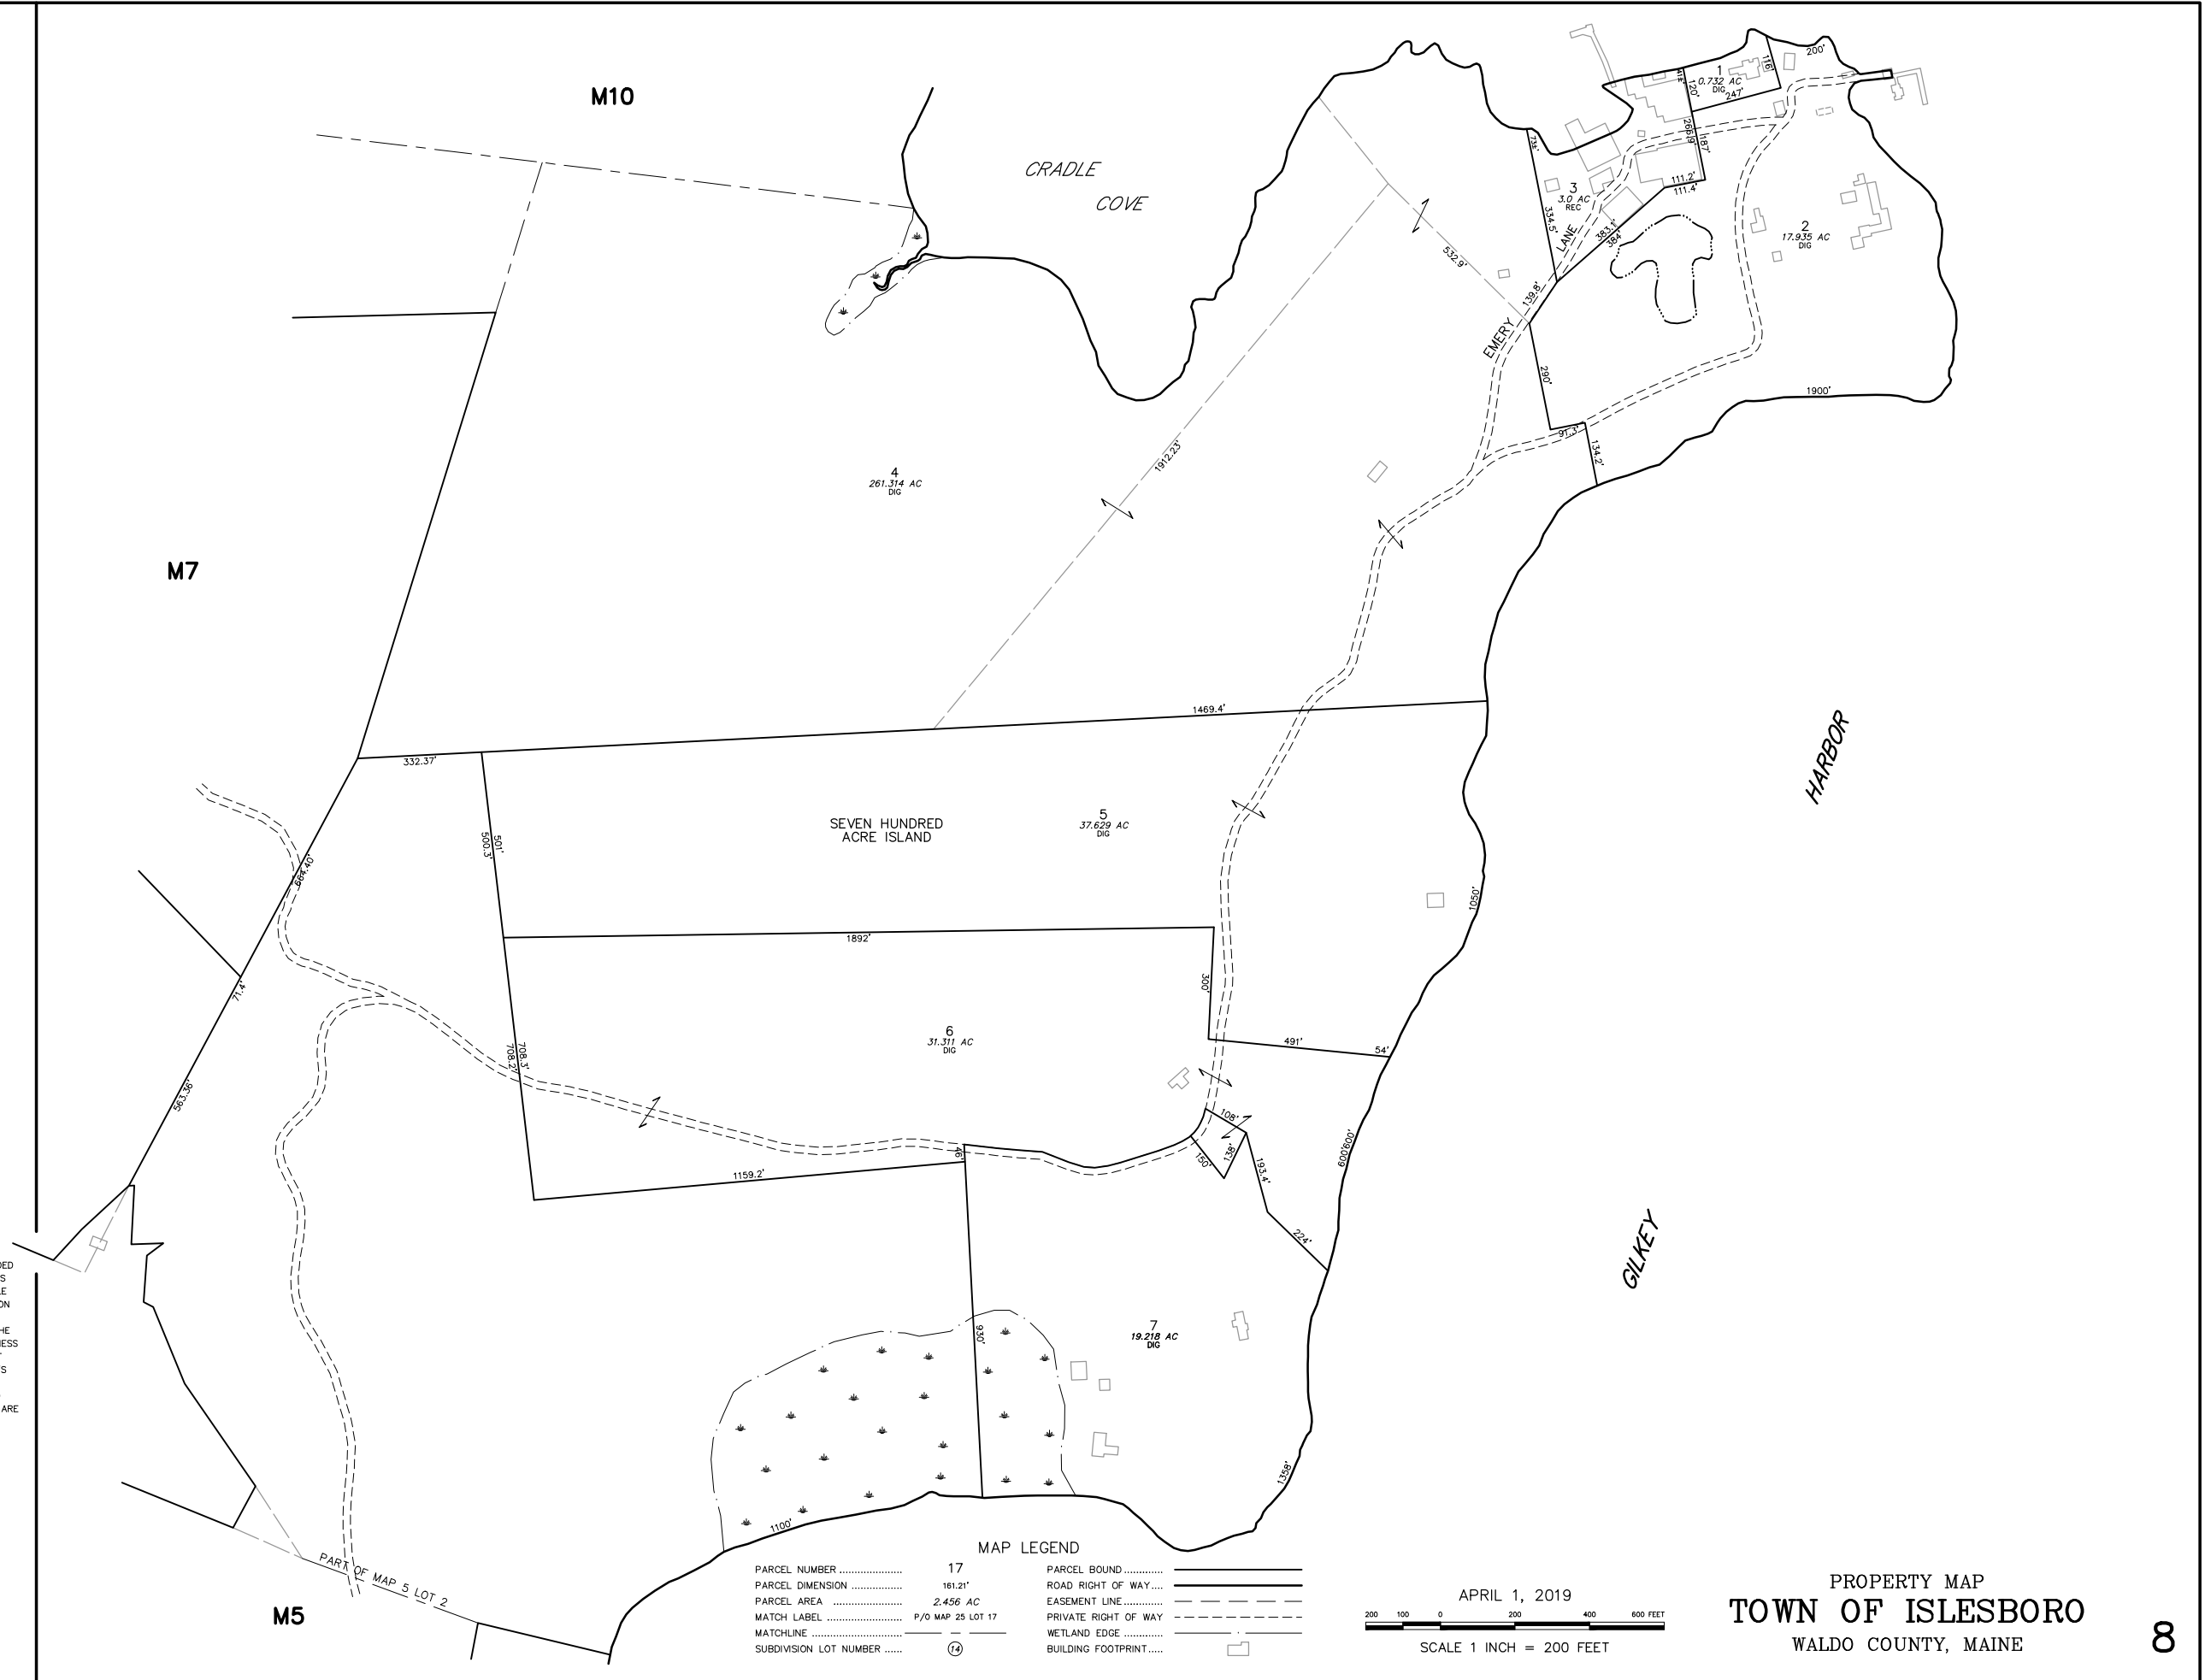 M10
CRADLE
COVE
116'
200'
1
0.732 AC
DIG
247'
120'
266.9'
187'
111.2'
111.4'
3
3.0 AC
REC
334.5'
383.1'
384'
2
17.935 AC
DIG
EMERY LANE
139.8'
532.9'
290'
91.3'
134.2'
1900'
4
261.314 AC
DIG
1912.23'
M7
1469.4'
332.37'
HARBOR
SEVEN HUNDRED
ACRE ISLAND
5
37.629 AC
DIG
501'
500.3'
664.40'
1050'
1892'
71.4'
300'
6
31.311 AC
DIG
491'
54'
708.3'
708.2'
563.36'
108'
138'
150'
46'
193.4'
600'
600'
1159.2'
224'
GILKEY
7
19.218 AC
DIG
930'
1358'
1100'
DED
S
LE
ON
HE
NESS
S
ARE
PART OF MAP 5 LOT 2
M5
MAP LEGEND
PARCEL NUMBER .................... 17
PARCEL DIMENSION ................ 161.21'
PARCEL AREA ...................... 2.456 AC
MATCH LABEL ........................ P/O MAP 25 LOT 17
MATCHLINE .............................
SUBDIVISION LOT NUMBER ...... 14
PARCEL BOUND ............
ROAD RIGHT OF WAY....
EASEMENT LINE............
PRIVATE RIGHT OF WAY
WETLAND EDGE ............
BUILDING FOOTPRINT.....
APRIL 1, 2019
200 100 0 200 400 600 FEET
SCALE 1 INCH = 200 FEET
PROPERTY MAP
TOWN OF ISLESBORO
WALDO COUNTY, MAINE
8